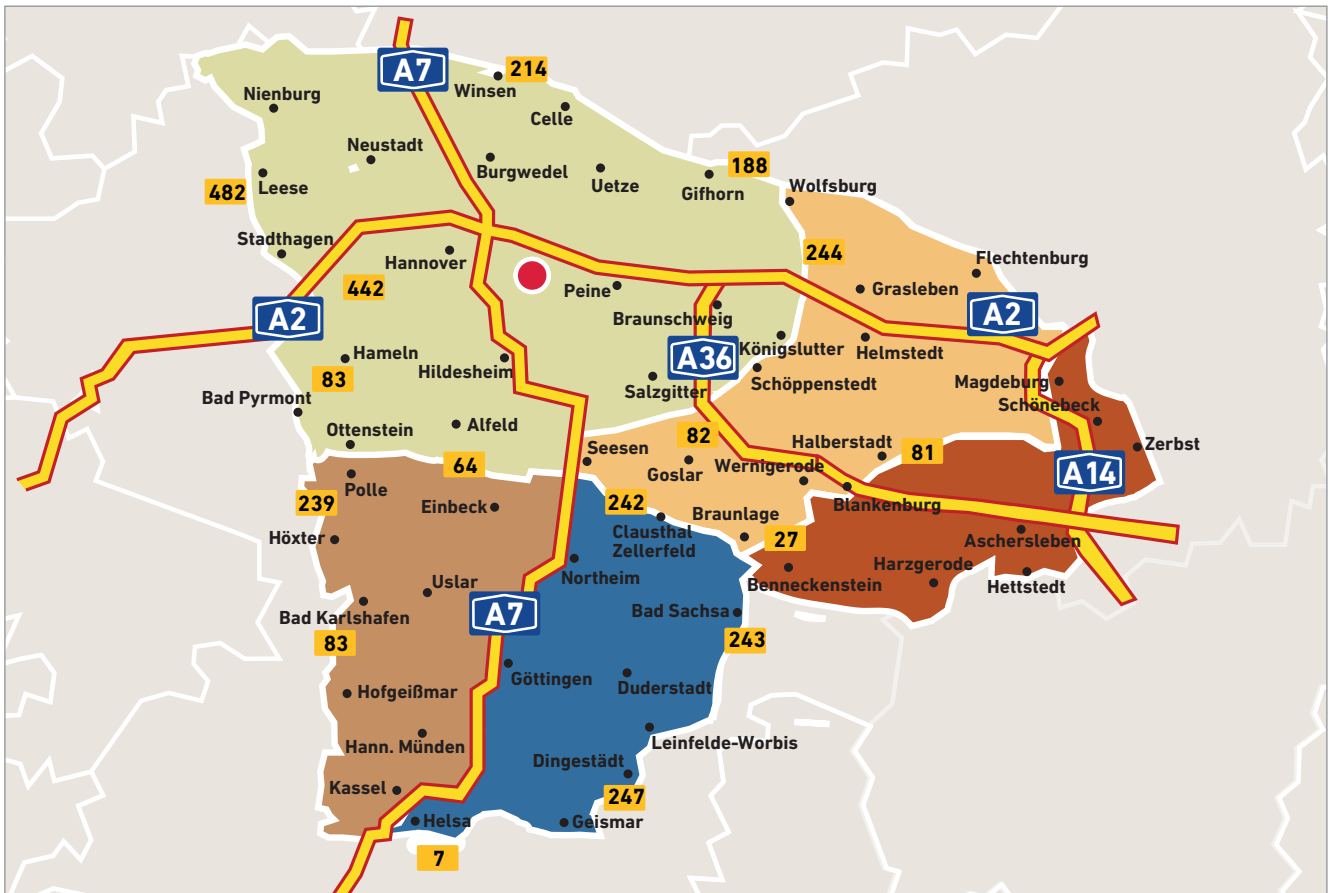 A7
214
Winsen
Nienburg
Celle
Neustadt
Burgwedel
188
Leese
482
Uetze
Gifhorn
Wolfsburg
Stadthagen
244
Hannover
Flechtenburg
442
Peine
Grasleben
A2
Braunschweig
A2
Königslutter
Helmstedt
Hameln
Hildesheim
A36
83
Schöppenstedt
Magdeburg
Bad Pyrmont
Salzgitter
Schönebeck
Ottenstein
Alfeld
82
Halberstadt
81
Zerbst
Seesen
64
Goslar
Wernigerode
A14
Polle
239
Einbeck
242
Braunlage
Blankenburg
Clausthal
Zellerfeld
Höxter
27
Aschersleben
Northeim
Benneckenstein
Harzgerode
Hettstedt
Uslar
Bad Karlshafen
A7
Bad Sachsa
83
243
Göttingen
Duderstadt
Hofgeißmar
Hann. Münden
Leinfelde-Worbis
Dingestädt
Kassel
247
Helsa
Geismar
7